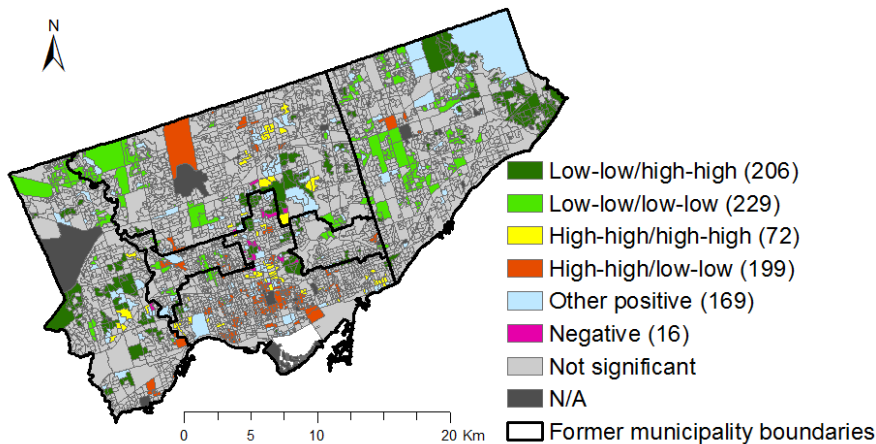 N
Low-low/high-high (206)
Low-low/low-low (229)
High-high/high-high (72)
High-high/low-low (199)
Other positive (169)
Negative (16)
Not significant
N/A
Former municipality boundaries
0 5 10 20 Km